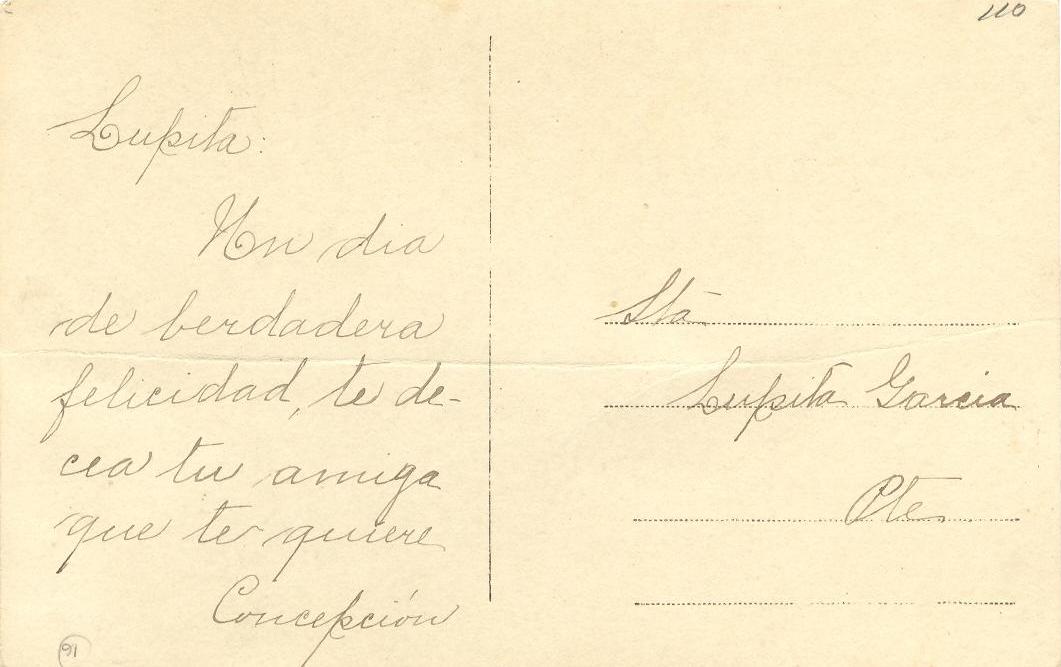 110
Lupita:
Un dia
de berdadera
felicidad, te de-
cea tu amiga
que te quiere
Concepción
91
Sta
Lupita Garcia
Pte